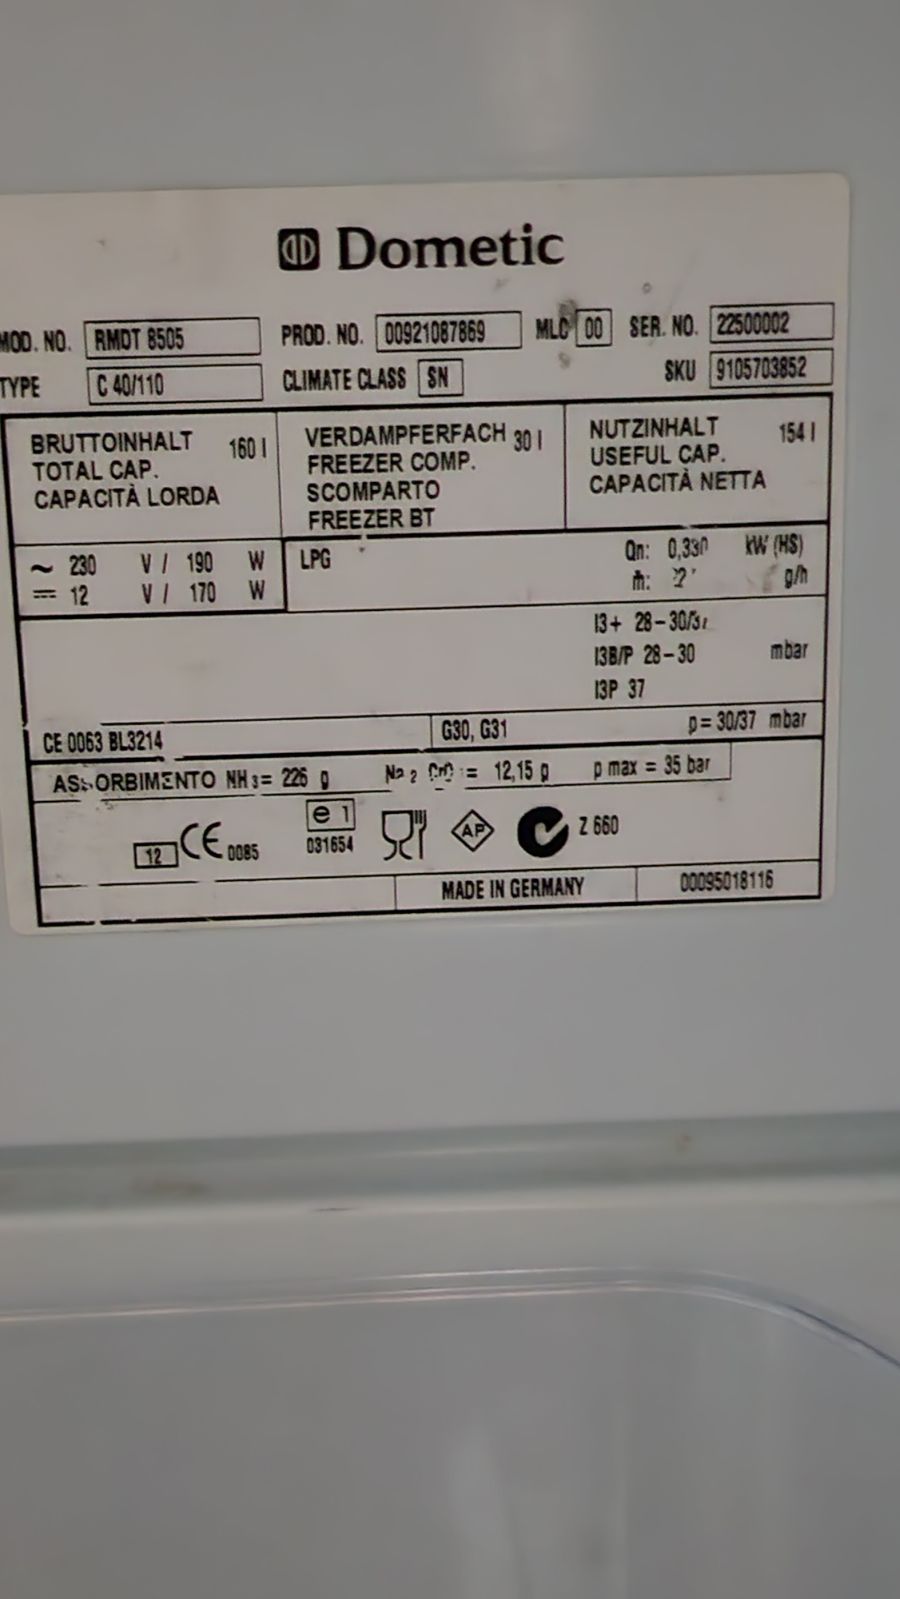 Dometic
MOD. NO. RMDT 8505 PROD. NO. 00921087869 MLC 00 SER. NO. 22500002
TYPE C 40/110 CLIMATE CLASS SN SKU 9105703852
BRUTTOINHALT 160 l
TOTAL CAP.
CAPACITÀ LORDA
VERDAMPFERFACH 30 l
FREEZER COMP.
SCOMPARTO
FREEZER BT
NUTZINHALT 154 l
USEFUL CAP.
CAPACITÀ NETTA
~ 230 V / 190 W
⎓ 12 V / 170 W
LPG
Qn: 0,330 kW (HS)
ṁ: g/h
I3+ 28-30/
I3B/P 28-30 mbar
I3P 37
CE 0063 BL3214
G30, G31 p = 30/37 mbar
ASSORBIMENTO NH3 = 226 g = 12,15 g p max = 35 bar
12 CE 0085
e 1
031654
AP
Z 660
MADE IN GERMANY 00095018116